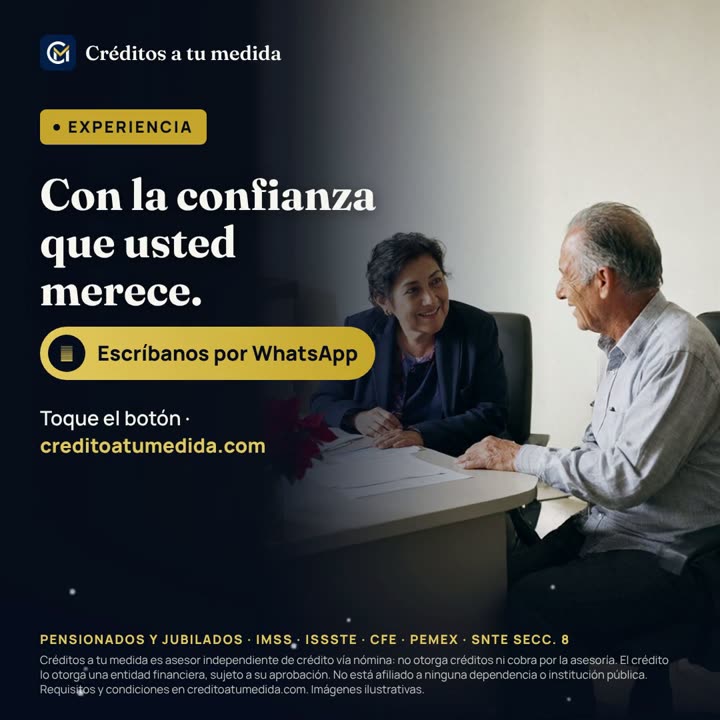 Créditos a tu medida
• EXPERIENCIA
Con la confianza
que usted
merece.
Escríbanos por WhatsApp
Toque el botón ·
creditoatumedida.com
PENSIONADOS Y JUBILADOS · IMSS · ISSSTE · CFE · PEMEX · SNTE SECC. 8
Créditos a tu medida es asesor independiente de crédito vía nómina: no otorga créditos ni cobra por la asesoría. El crédito
lo otorga una entidad financiera, sujeto a su aprobación. No está afiliado a ninguna dependencia o institución pública.
Requisitos y condiciones en creditoatumedida.com. Imágenes ilustrativas.